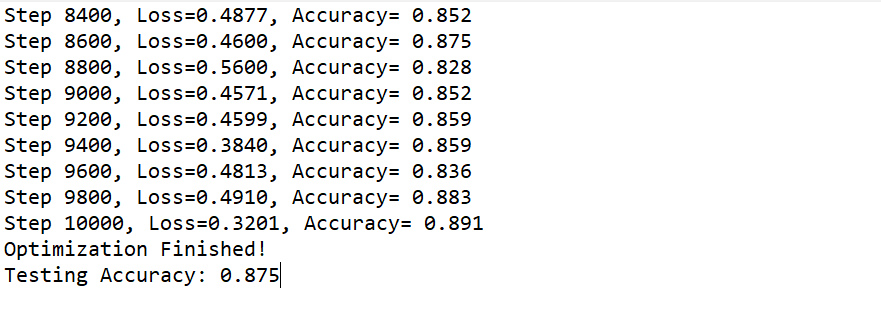 Step 8400, Loss=0.4877, Accuracy= 0.852
Step 8600, Loss=0.4600, Accuracy= 0.875
Step 8800, Loss=0.5600, Accuracy= 0.828
Step 9000, Loss=0.4571, Accuracy= 0.852
Step 9200, Loss=0.4599, Accuracy= 0.859
Step 9400, Loss=0.3840, Accuracy= 0.859
Step 9600, Loss=0.4813, Accuracy= 0.836
Step 9800, Loss=0.4910, Accuracy= 0.883
Step 10000, Loss=0.3201, Accuracy= 0.891
Optimization Finished!
Testing Accuracy: 0.875